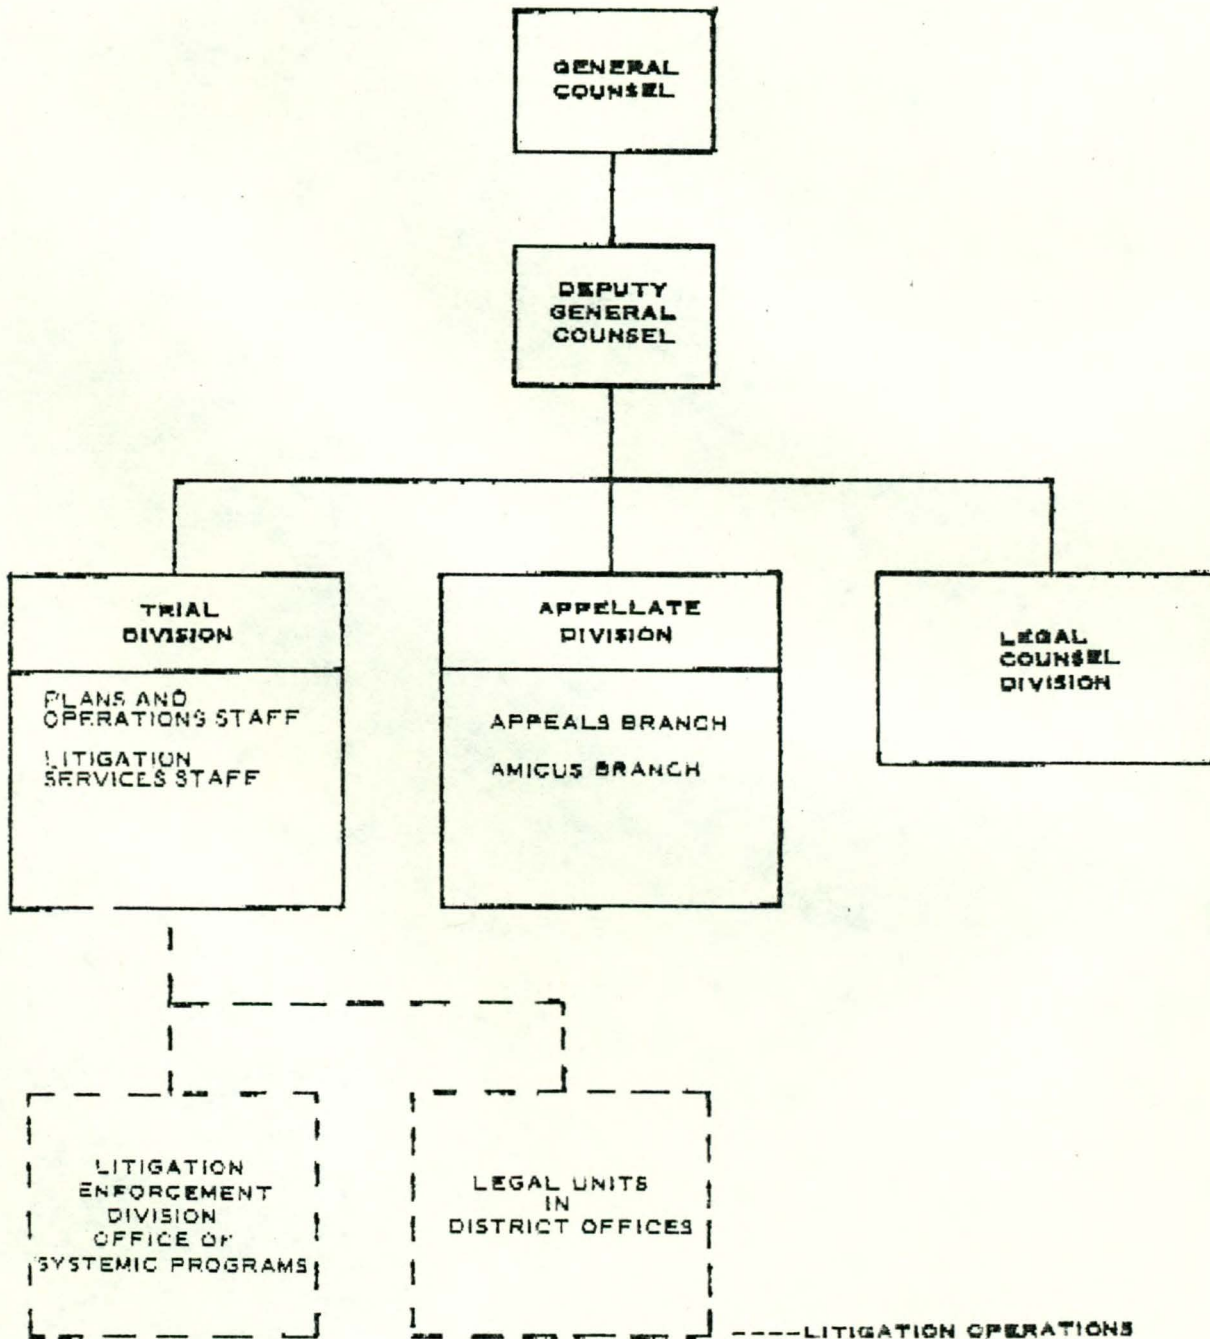 GENERAL
COUNSEL
DEPUTY
GENERAL
COUNSEL
TRIAL
DIVISION
PLANS AND
OPERATIONS STAFF
LITIGATION
SERVICES STAFF
APPELLATE
DIVISION
APPEALS BRANCH
AMICUS BRANCH
LEGAL
COUNSEL
DIVISION
LITIGATION
ENFORCEMENT
DIVISION
OFFICE OF
SYSTEMIC PROGRAMS
LEGAL UNITS
IN
DISTRICT OFFICES
----LITIGATION OPERATIONS